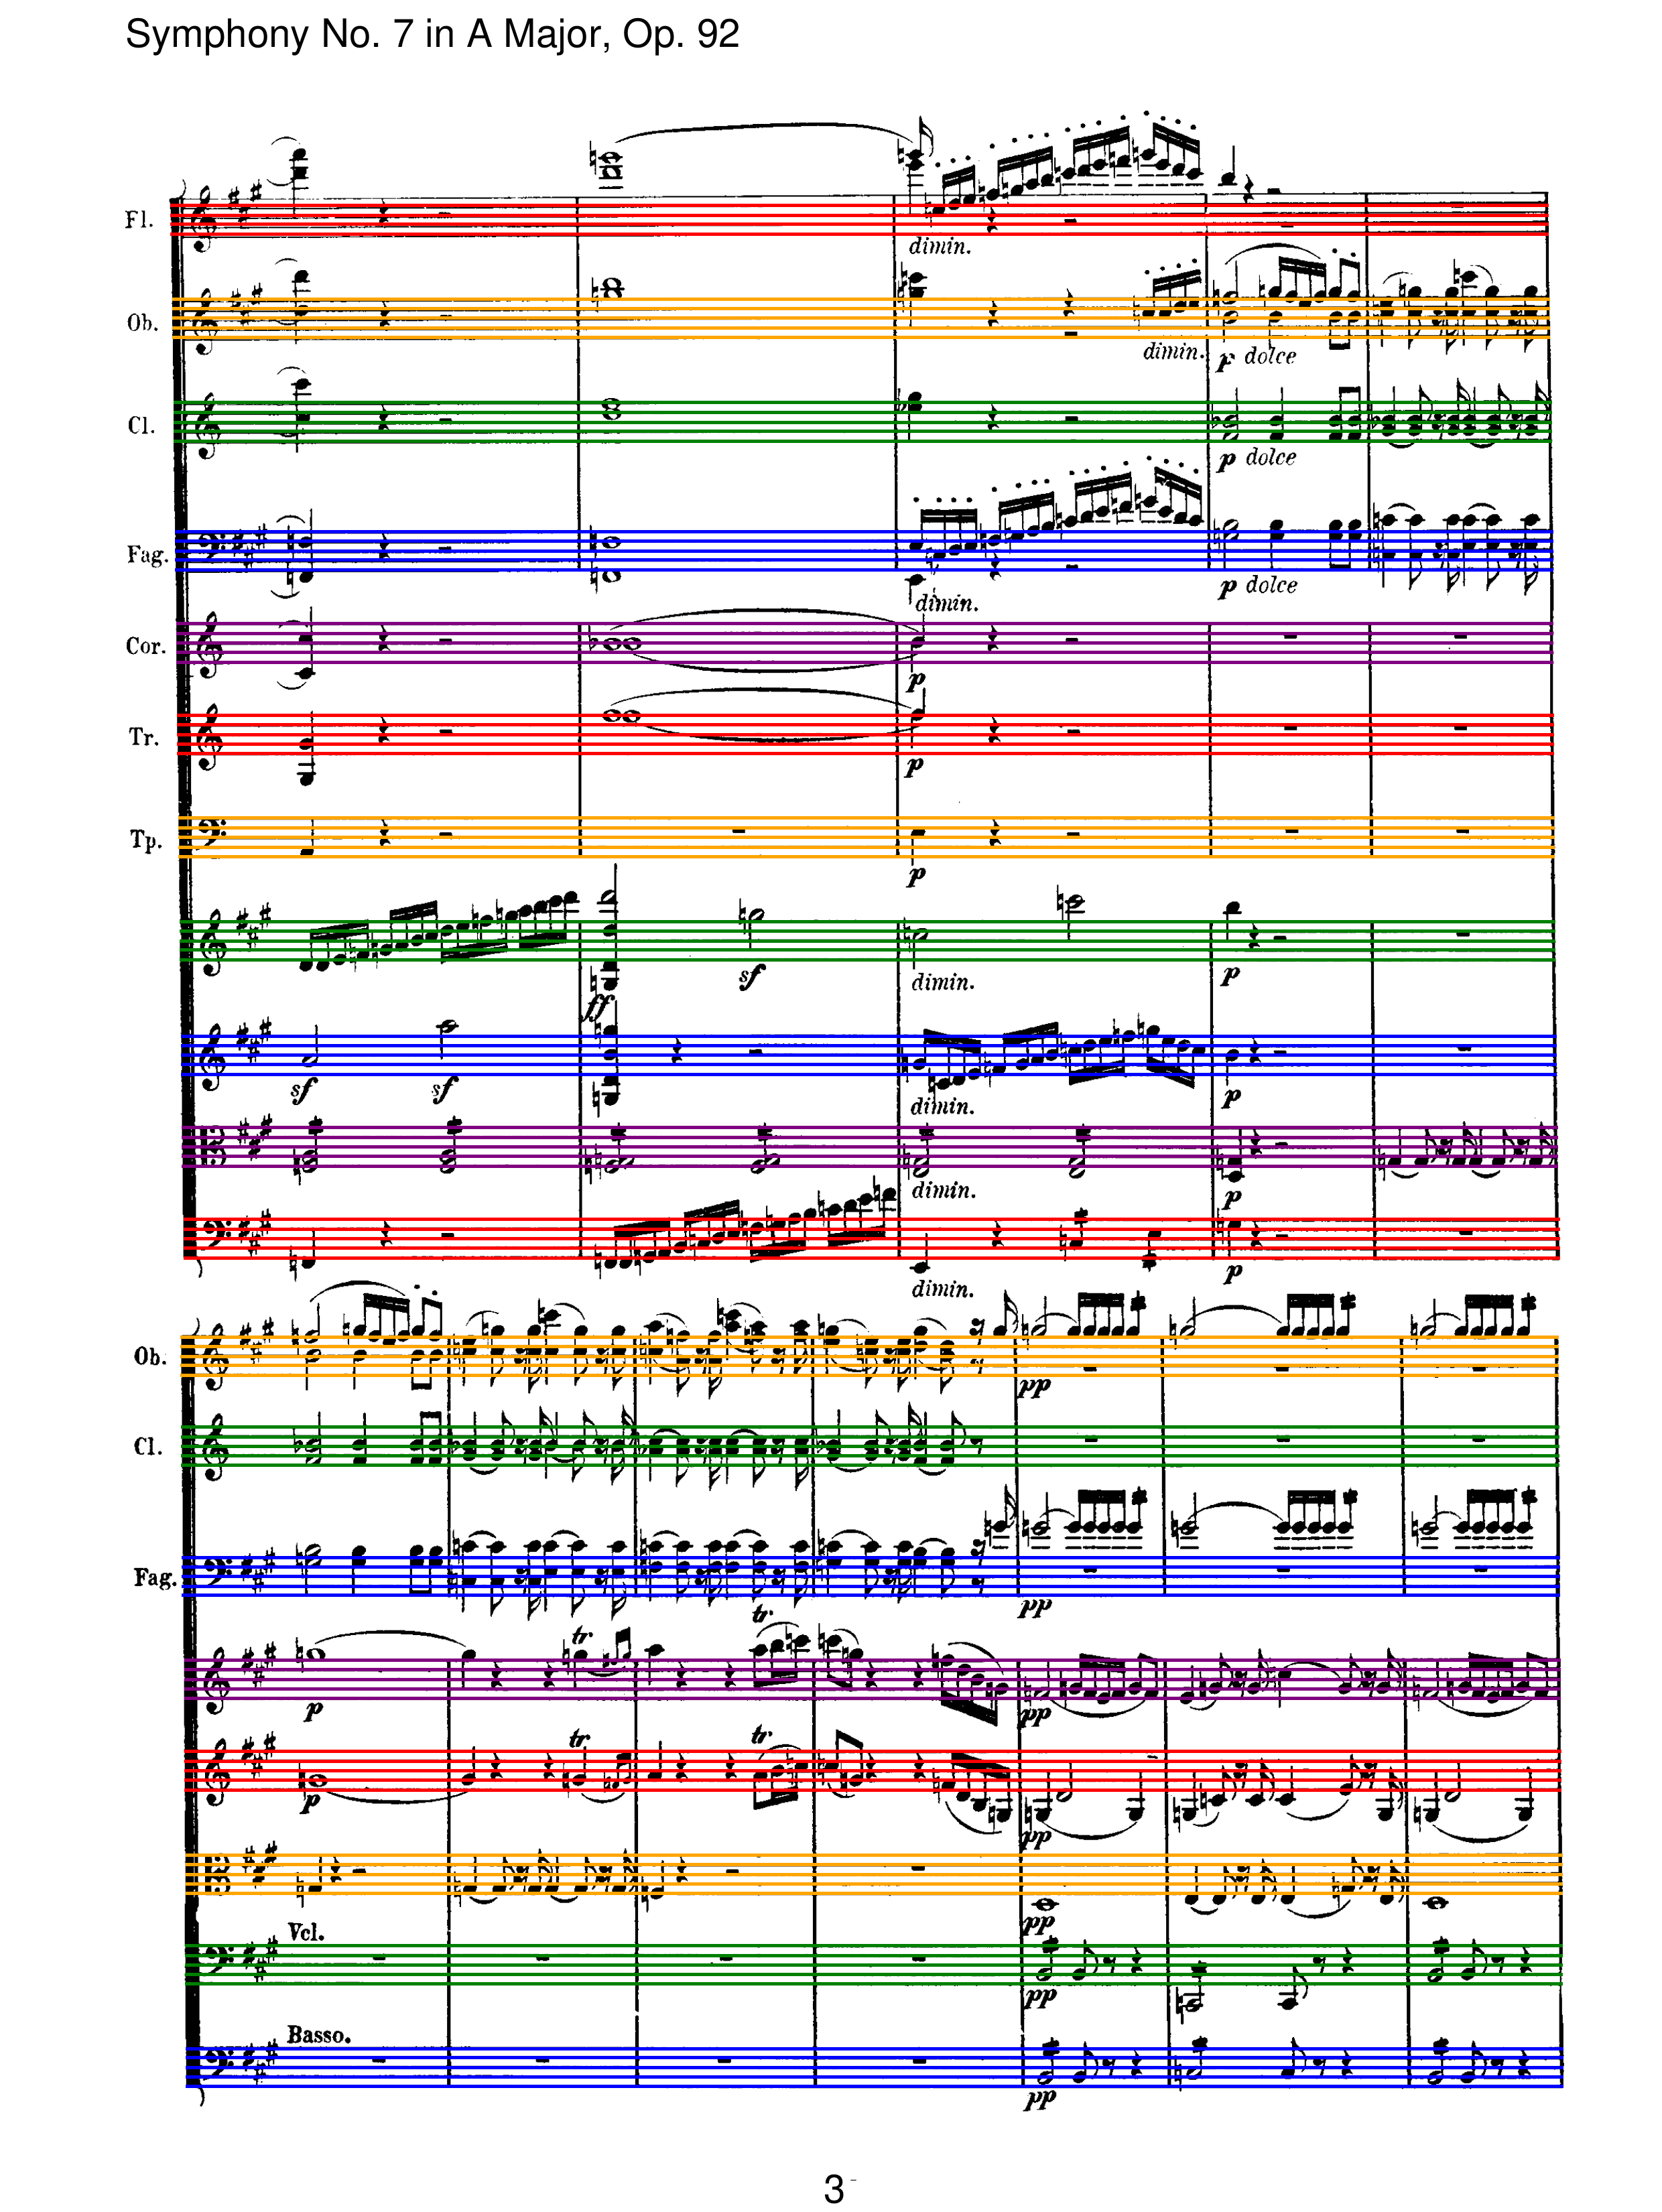 Symphony No. 7 in A Major, Op. 92
Fl.
dimin.
Ob.
dimin. p dolce
Cl.
p dolce
Fag.
dimin. p dolce
Cor.
p
Tr.
p
Tp.
p
ff sf dimin. p
sf sf dimin. p
dimin. p
dimin. p
Ob.
pp
Cl.
Fag.
pp
tr.
tr.
p pp
tr. tr.
p pp
pp
Vcl.
pp
Basso.
pp
3